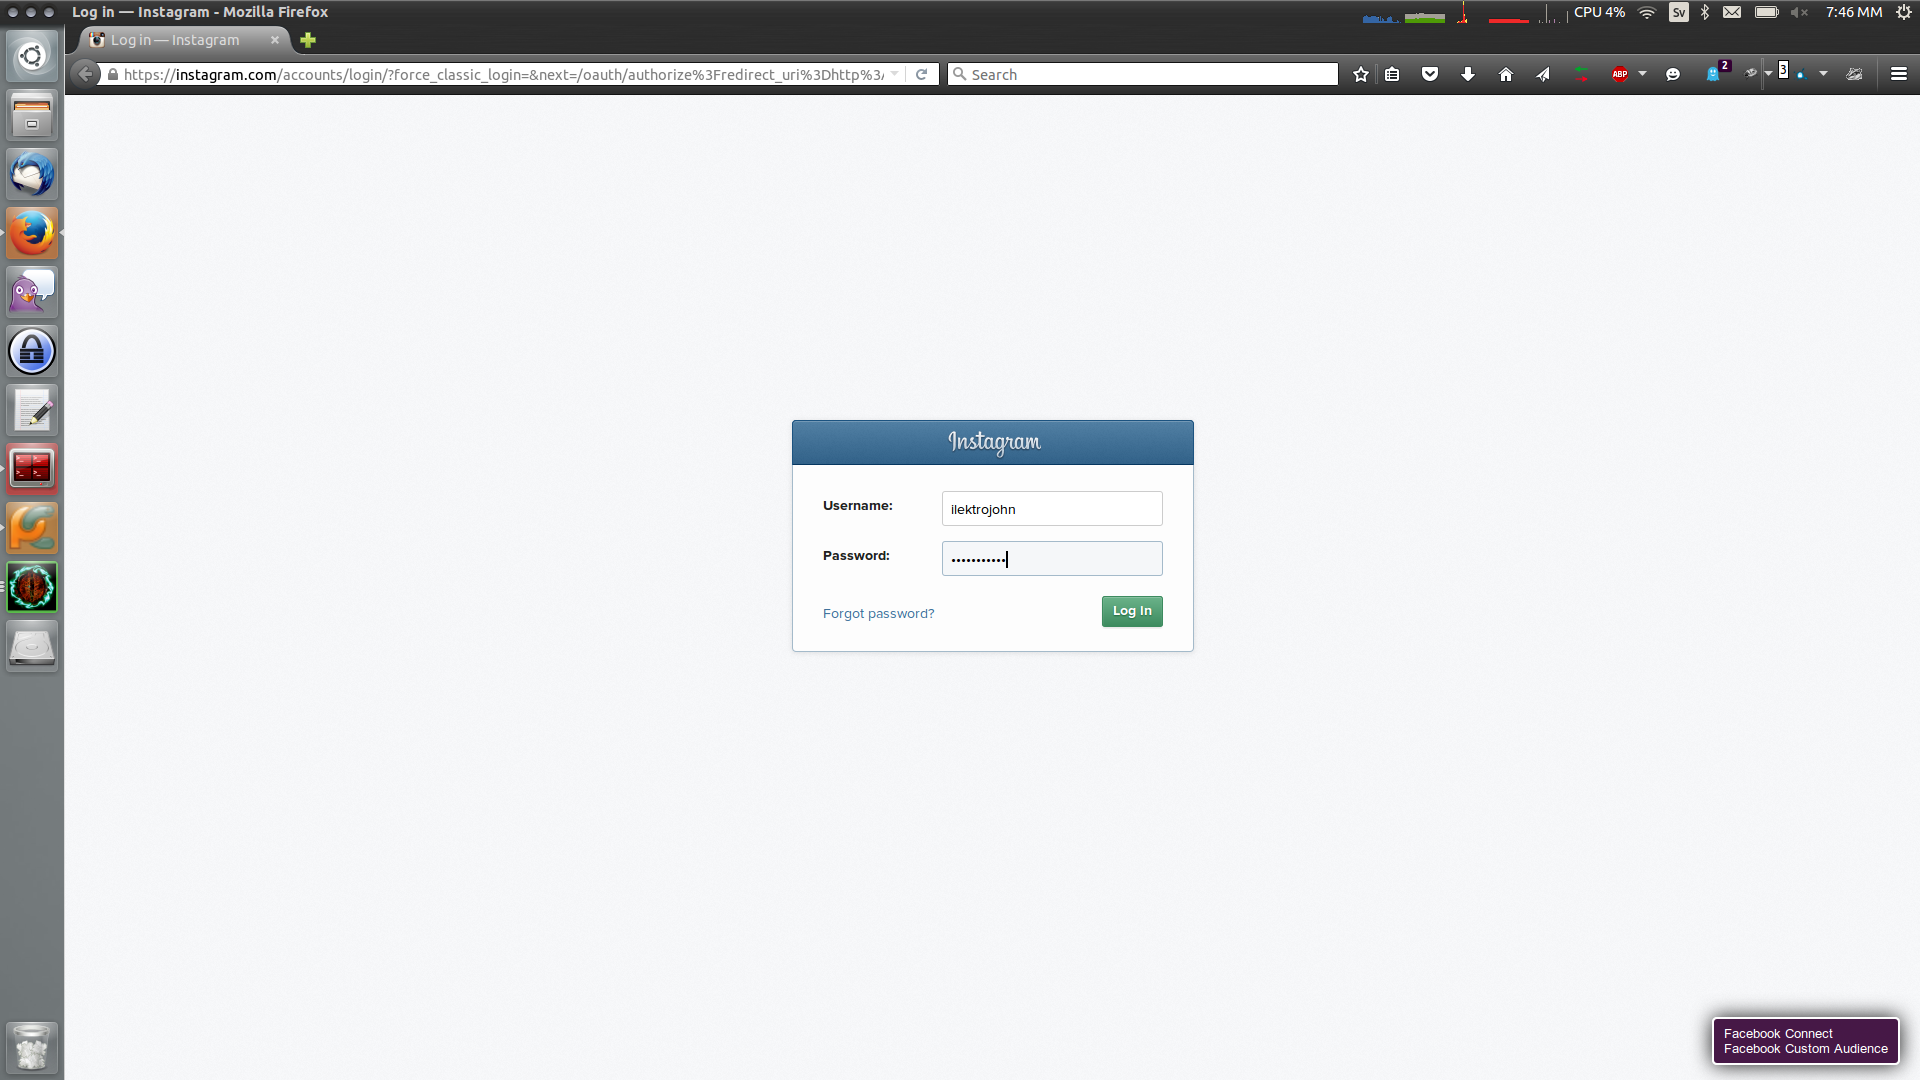 Log in — Instagram - Mozilla Firefox
CPU 4%
Sv
7:46 MM
Log in — Instagram
https://instagram.com/accounts/login/?force_classic_login=&next=/oauth/authorize%3Fredirect_uri%3Dhttp%3A
Search
ABP
2
3
Instagram
Username:
ilektrojohn
Password:
•••••••••••
Forgot password?
Log In
Facebook Connect
Facebook Custom Audience